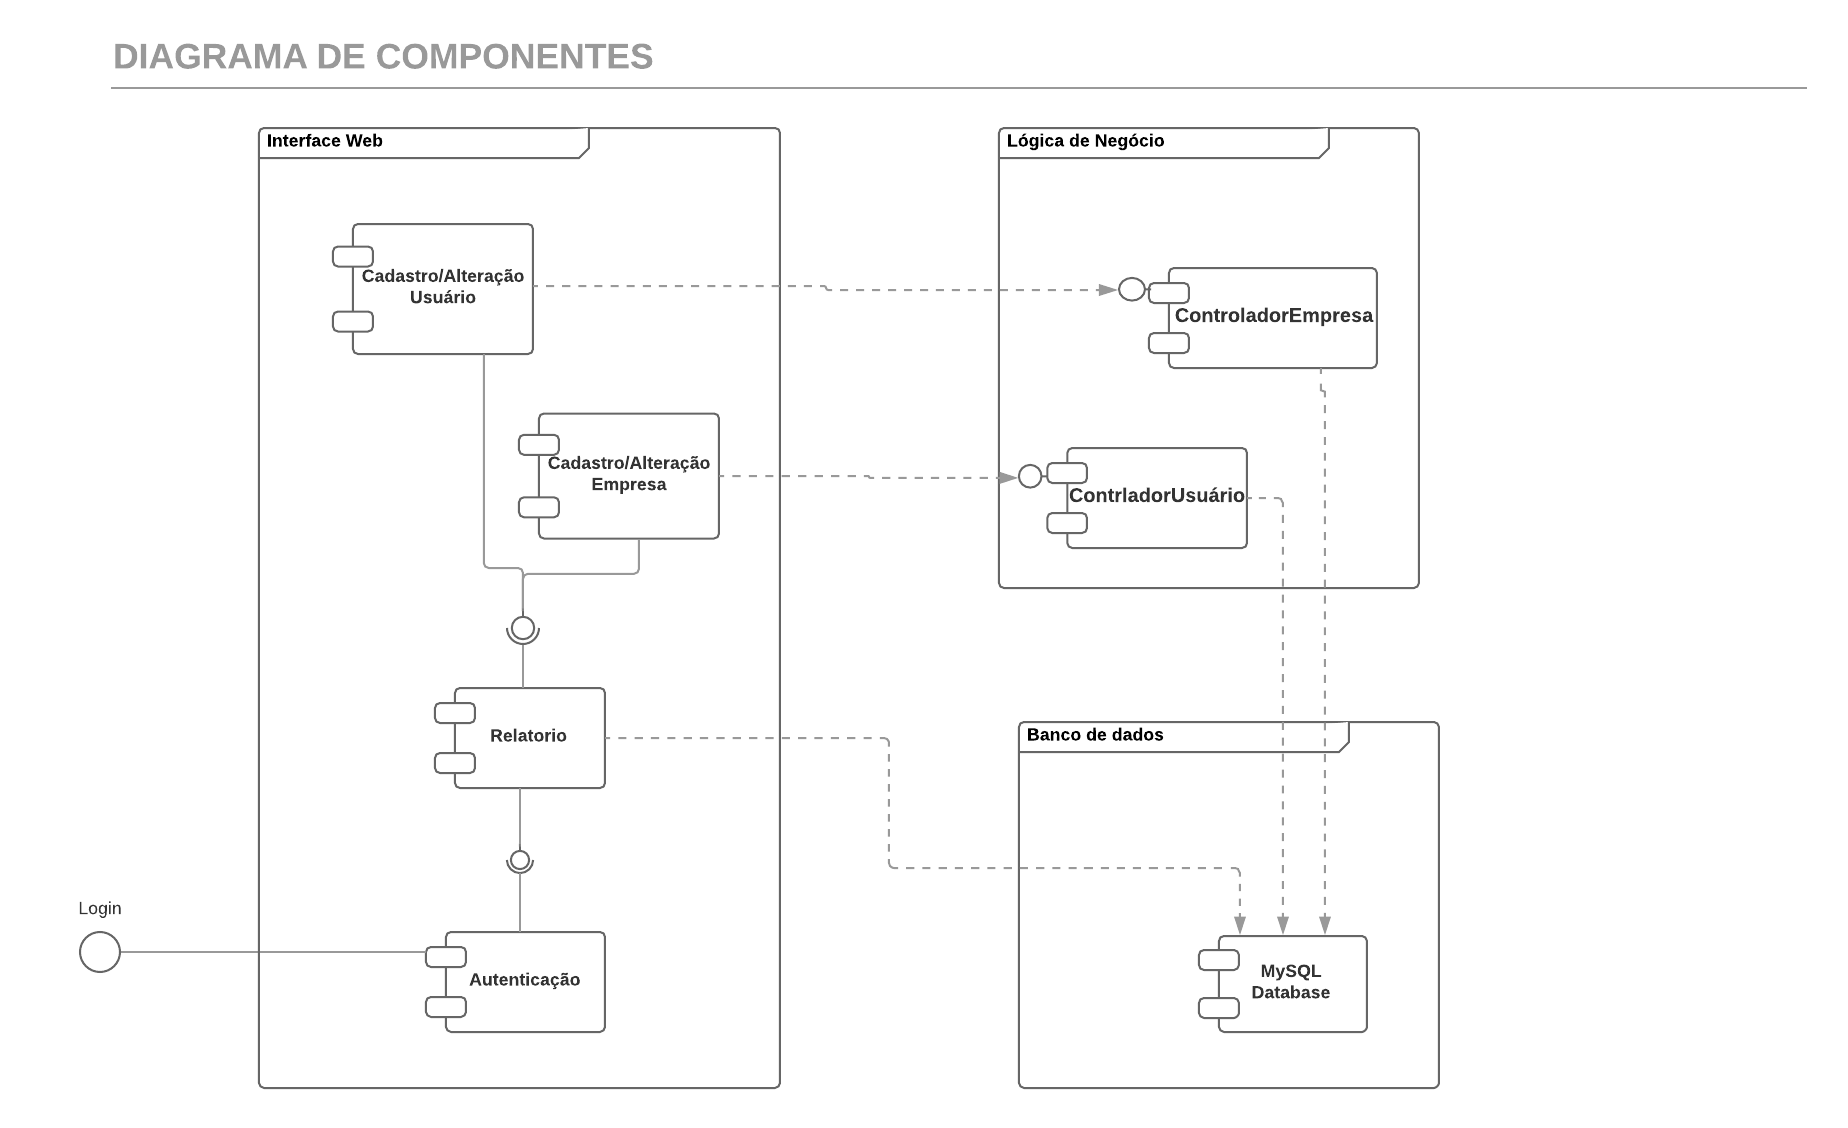 DIAGRAMA DE COMPONENTES
Interface Web
Cadastro/Alteração
Usuário
Cadastro/Alteração
Empresa
Relatorio
Login
Autenticação
Lógica de Negócio
ControladorEmpresa
ContrladorUsuário
Banco de dados
MySQL
Database